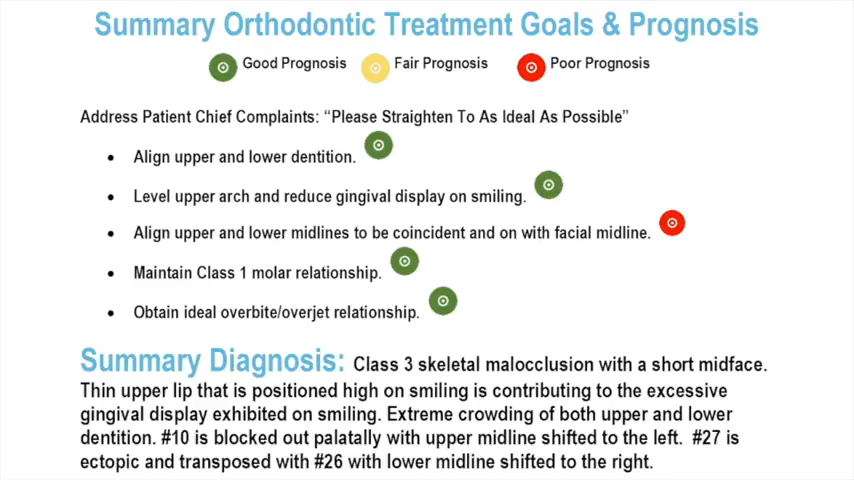 Summary Orthodontic Treatment Goals & Prognosis
Good Prognosis Fair Prognosis Poor Prognosis
Address Patient Chief Complaints: “Please Straighten To As Ideal As Possible”
• Align upper and lower dentition.
• Level upper arch and reduce gingival display on smiling.
• Align upper and lower midlines to be coincident and on with facial midline.
• Maintain Class 1 molar relationship.
• Obtain ideal overbite/overjet relationship.
Summary Diagnosis: Class 3 skeletal malocclusion with a short midface.
Thin upper lip that is positioned high on smiling is contributing to the excessive
gingival display exhibited on smiling. Extreme crowding of both upper and lower
dentition. #10 is blocked out palatally with upper midline shifted to the left. #27 is
ectopic and transposed with #26 with lower midline shifted to the right.